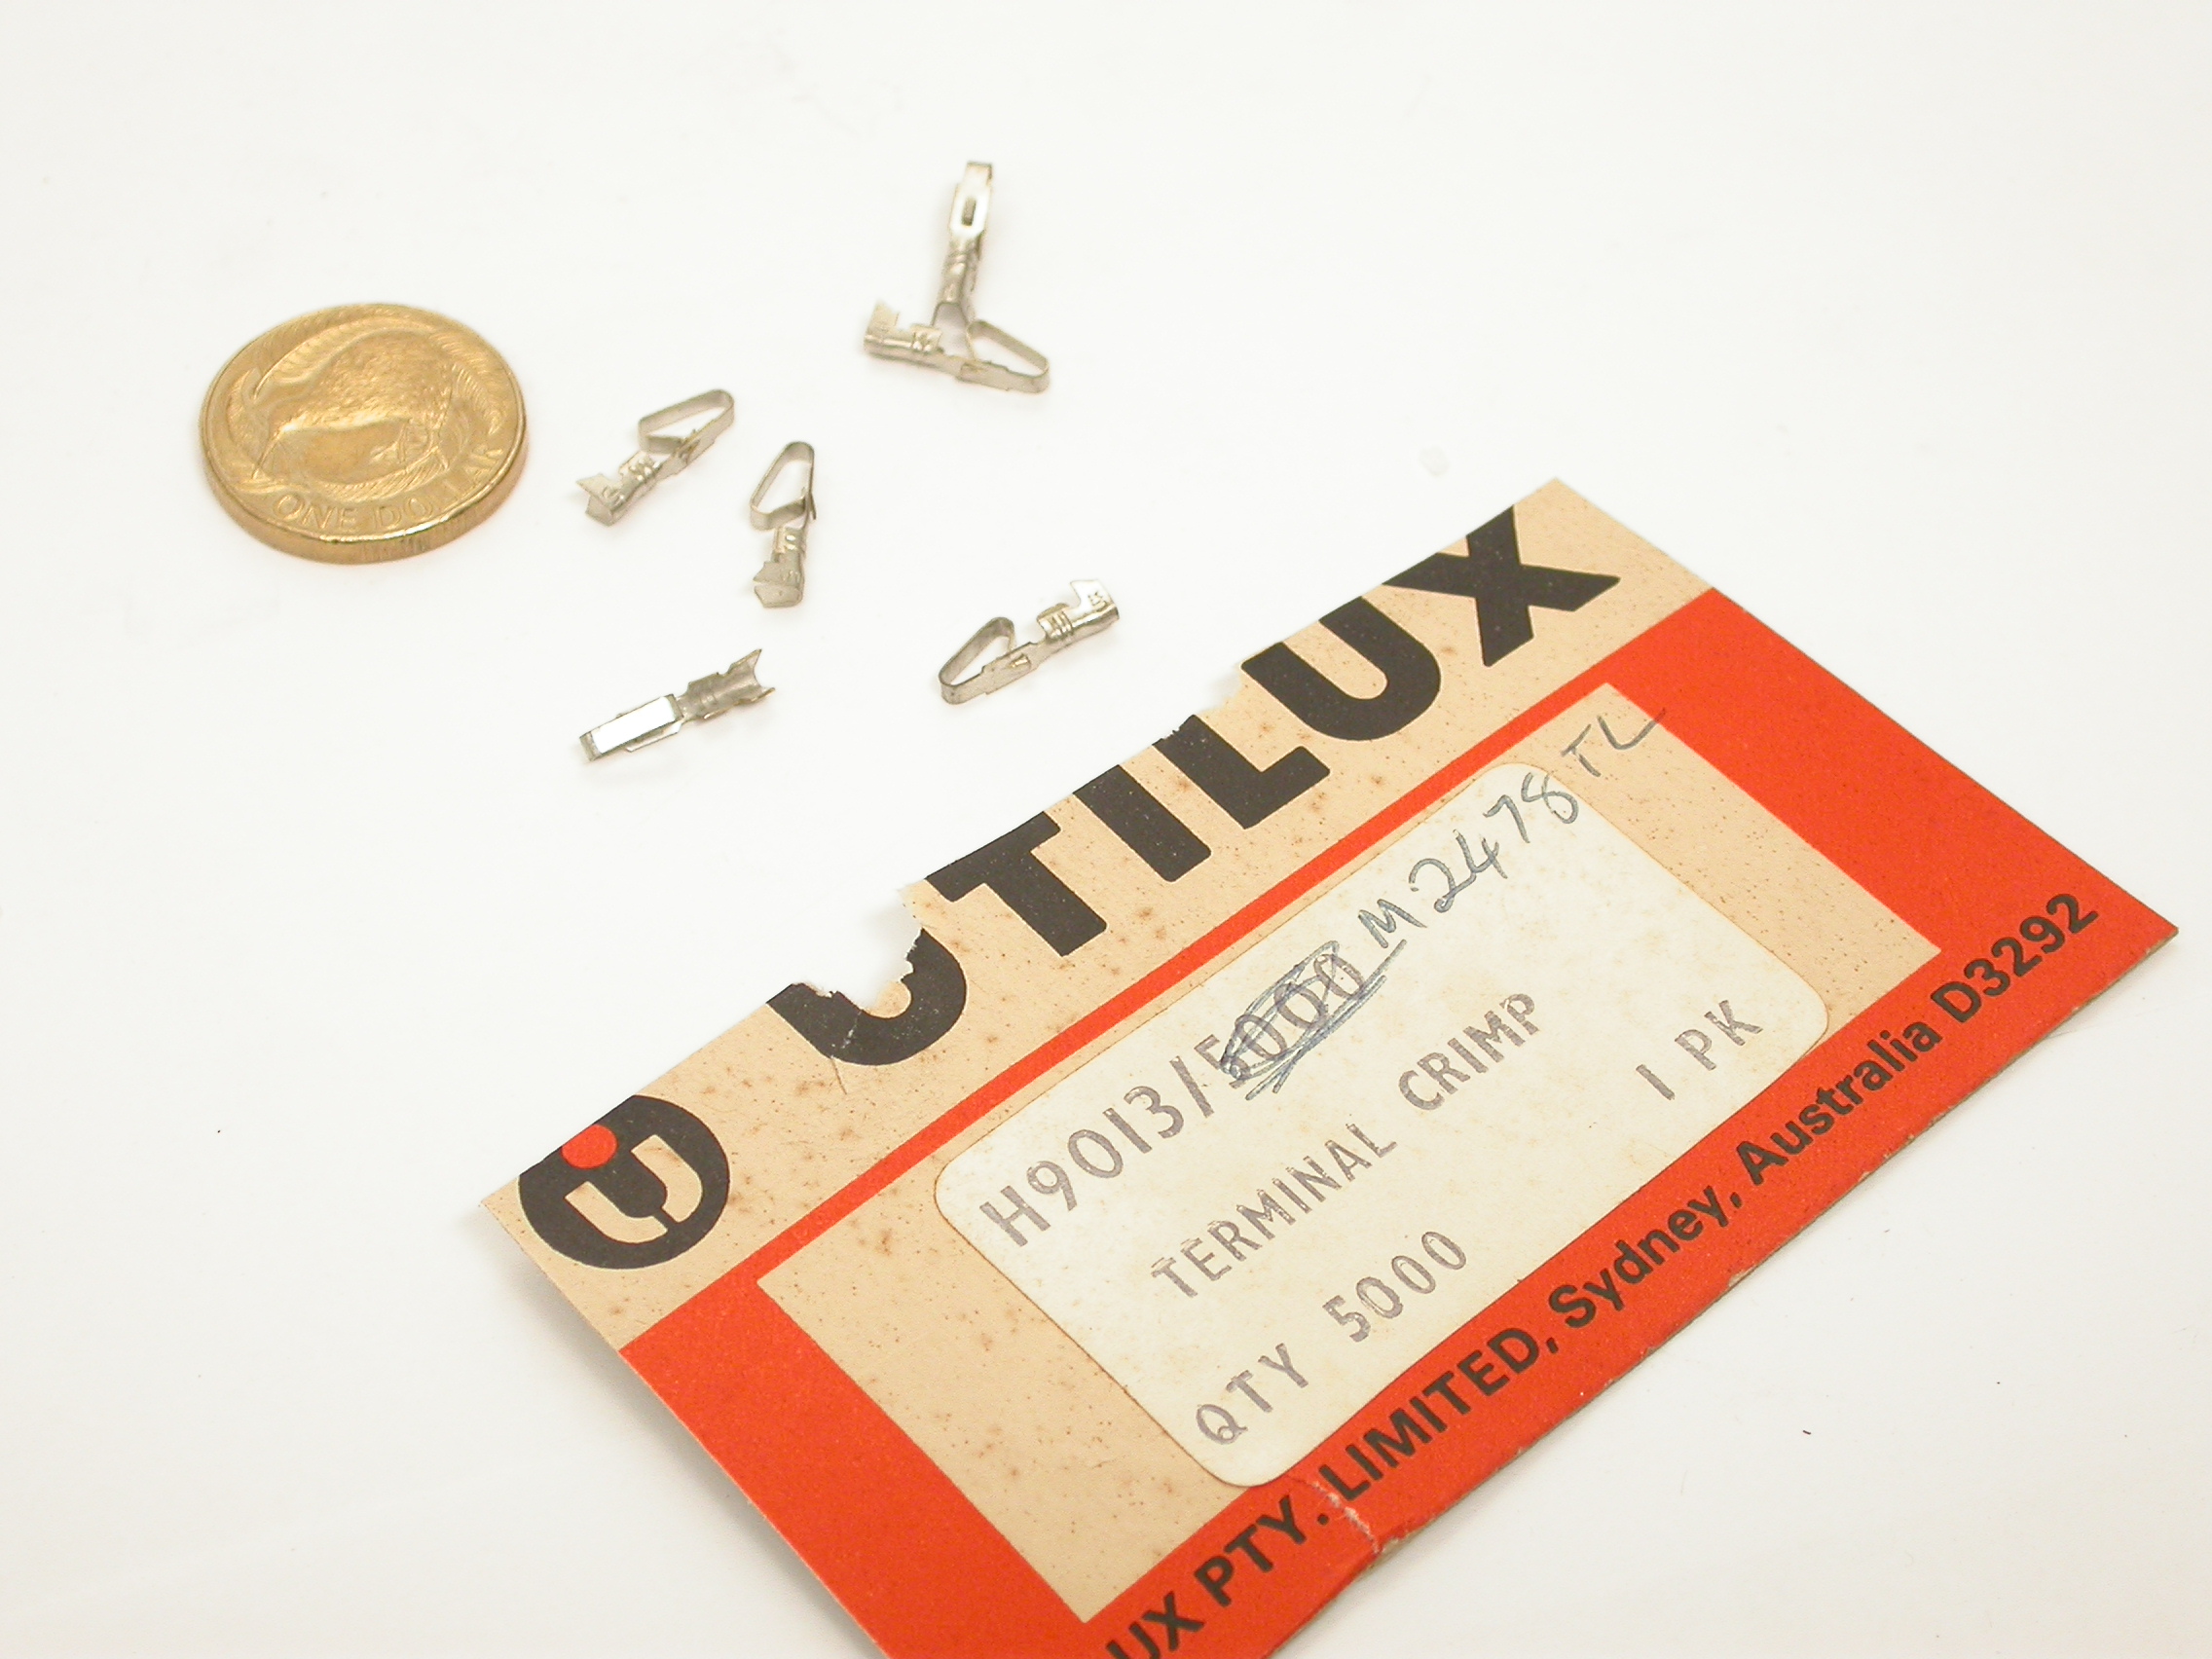 ONE DOLLAR
UTILUX
H9013/5000 M2478TL
TERMINAL CRIMP
QTY 5000 1 PK
UX PTY. LIMITED, Sydney, Australia D3292